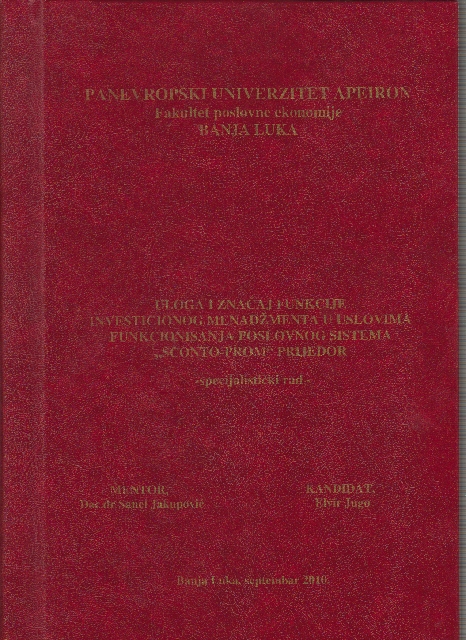 PANEVROPSKI UNIVERZITET APEIRON
Fakultet poslovne ekonomije
BANJA LUKA
ULOGA I ZNAČAJ FUNKCIJE
INVESTICIONOG MENADŽMENTA U USLOVIMA
FUNKCIONISANJA POSLOVNOG SISTEMA
„SCONTO-PROM“ PRIJEDOR
-specijalistički rad -
MENTOR,
Doc.dr Sanel Jakupović
KANDIDAT,
Elvir Jugo
Banja Luka, septembar 2010.